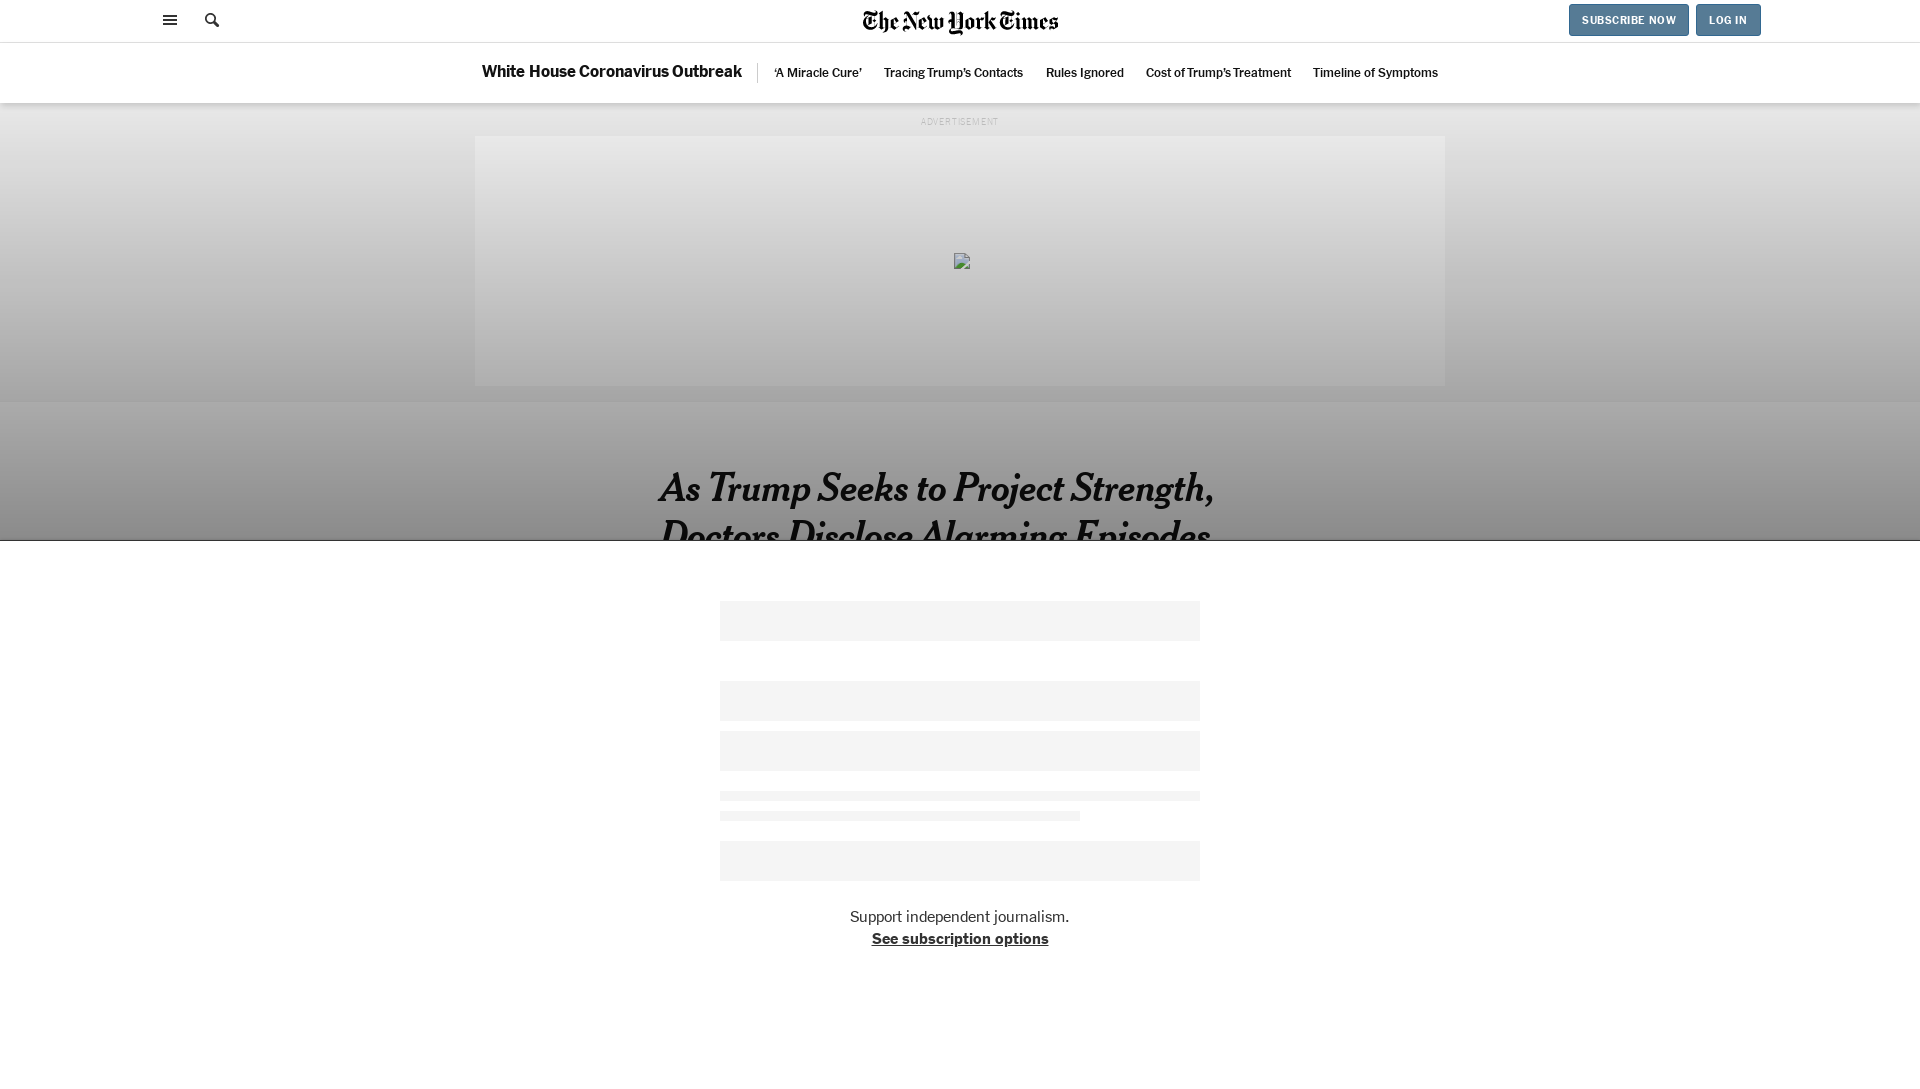 The New York Times
SUBSCRIBE NOW
LOG IN
White House Coronavirus Outbreak
‘A Miracle Cure’
Tracing Trump’s Contacts
Rules Ignored
Cost of Trump’s Treatment
Timeline of Symptoms
ADVERTISEMENT
As Trump Seeks to Project Strength,
Doctors Disclose Alarming Episodes
Support independent journalism.
See subscription options